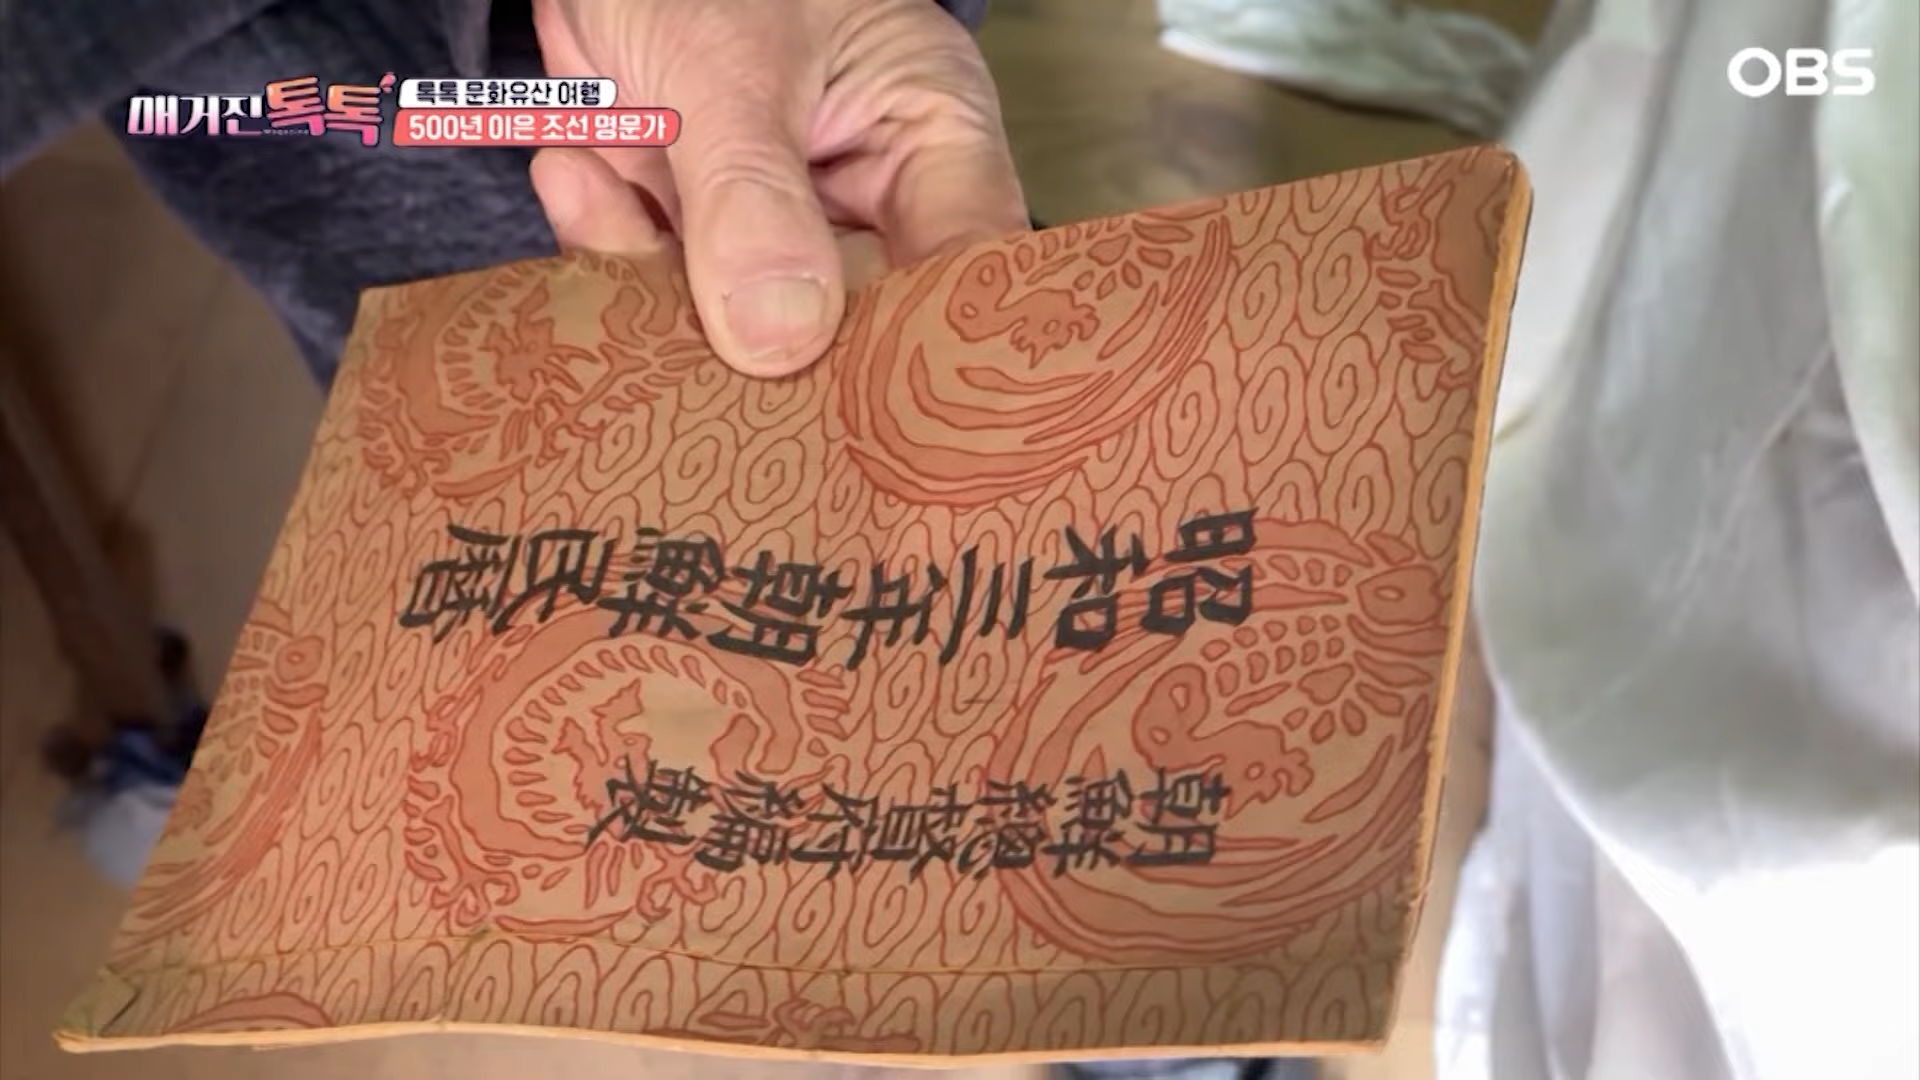 매거진톡톡
Magazine
톡톡 문화유산 여행
500년 이은 조선 명문가
OBS
昭和三年朝鮮民曆
朝鮮總督府編製